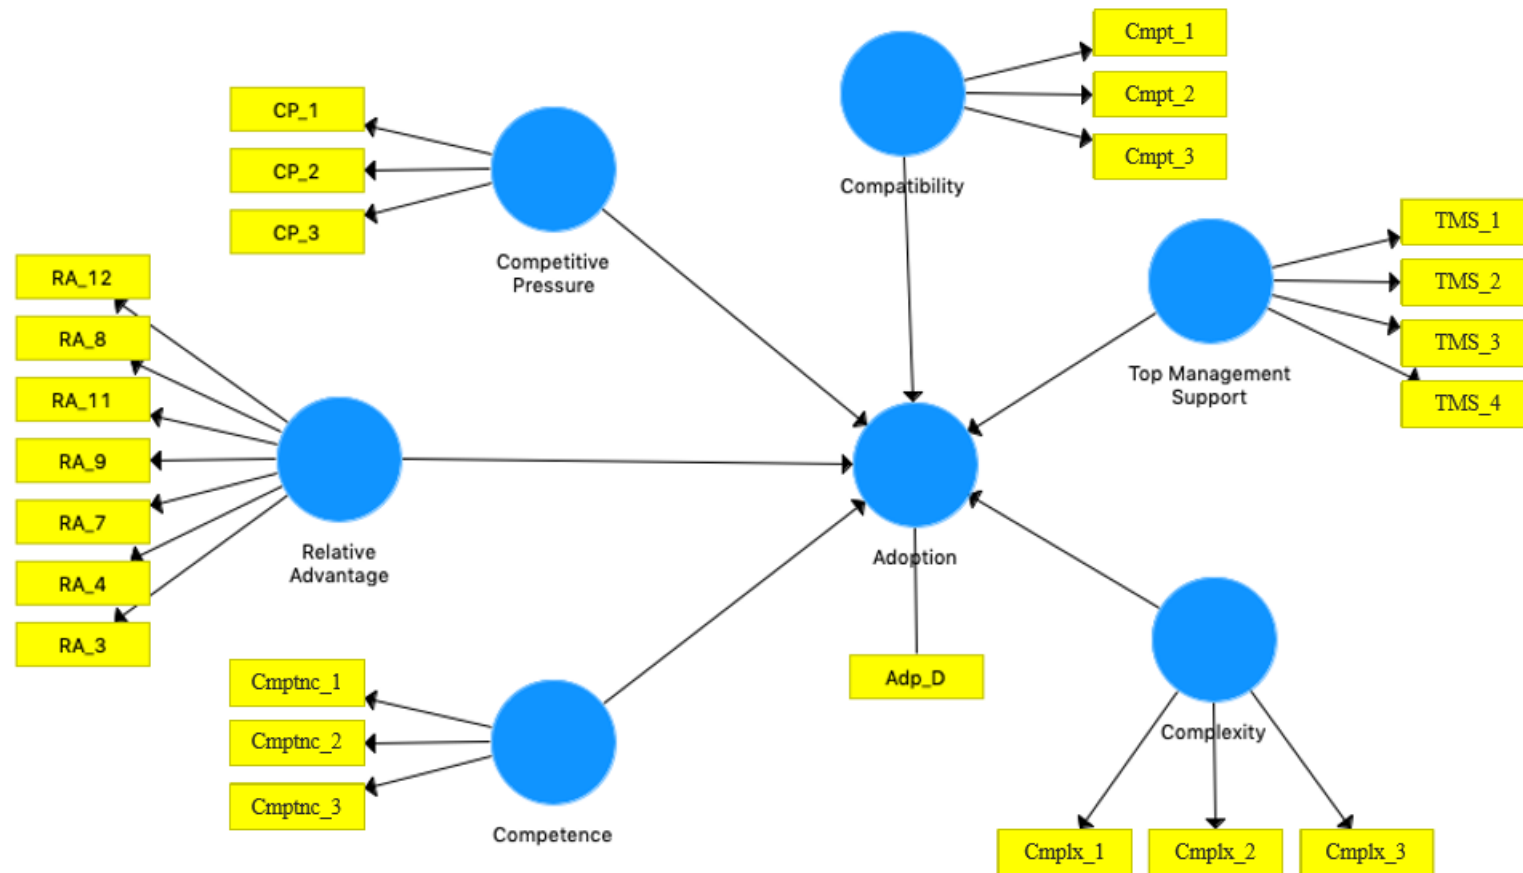 Cmpt_1
Cmpt_2
Cmpt_3
Compatibility
CP_1
CP_2
CP_3
Competitive
Pressure
TMS_1
TMS_2
TMS_3
TMS_4
Top Management
Support
RA_12
RA_8
RA_11
RA_9
RA_7
RA_4
RA_3
Relative
Advantage
Adoption
Adp_D
Cmptnc_1
Cmptnc_2
Cmptnc_3
Competence
Complexity
Cmplx_1
Cmplx_2
Cmplx_3